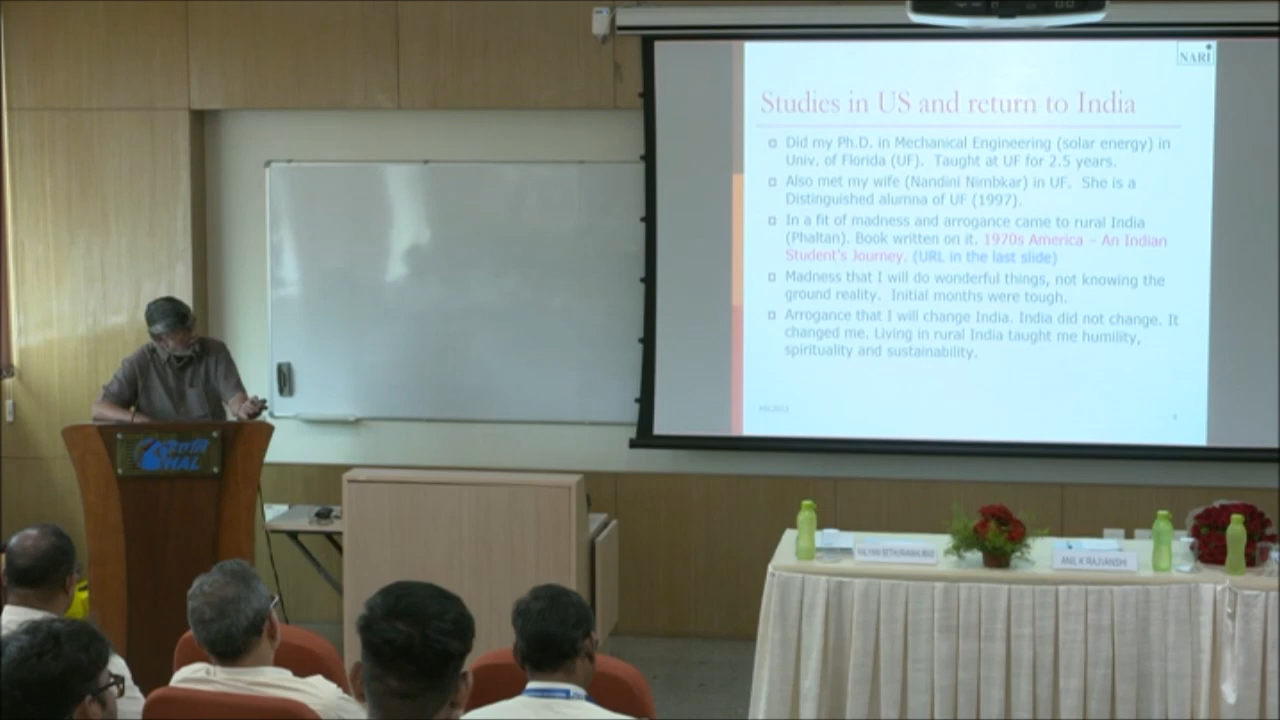 NARI
Studies in US and return to India
Did my Ph.D. in Mechanical Engineering (solar energy) in
Univ. of Florida (UF). Taught at UF for 2.5 years.
Also met my wife (Nandini Nimbkar) in UF. She is a
Distinguished alumna of UF (1997).
In a fit of madness and arrogance came to rural India
(Phaltan). Book written on it. 1970s America – An Indian
Student's Journey. (URL in the last slide)
Madness that I will do wonderful things, not knowing the
ground reality. Initial months were tough.
Arrogance that I will change India. India did not change. It
changed me. Living in rural India taught me humility,
spirituality and sustainability.
HAL
ANIL K RAJVANSHI